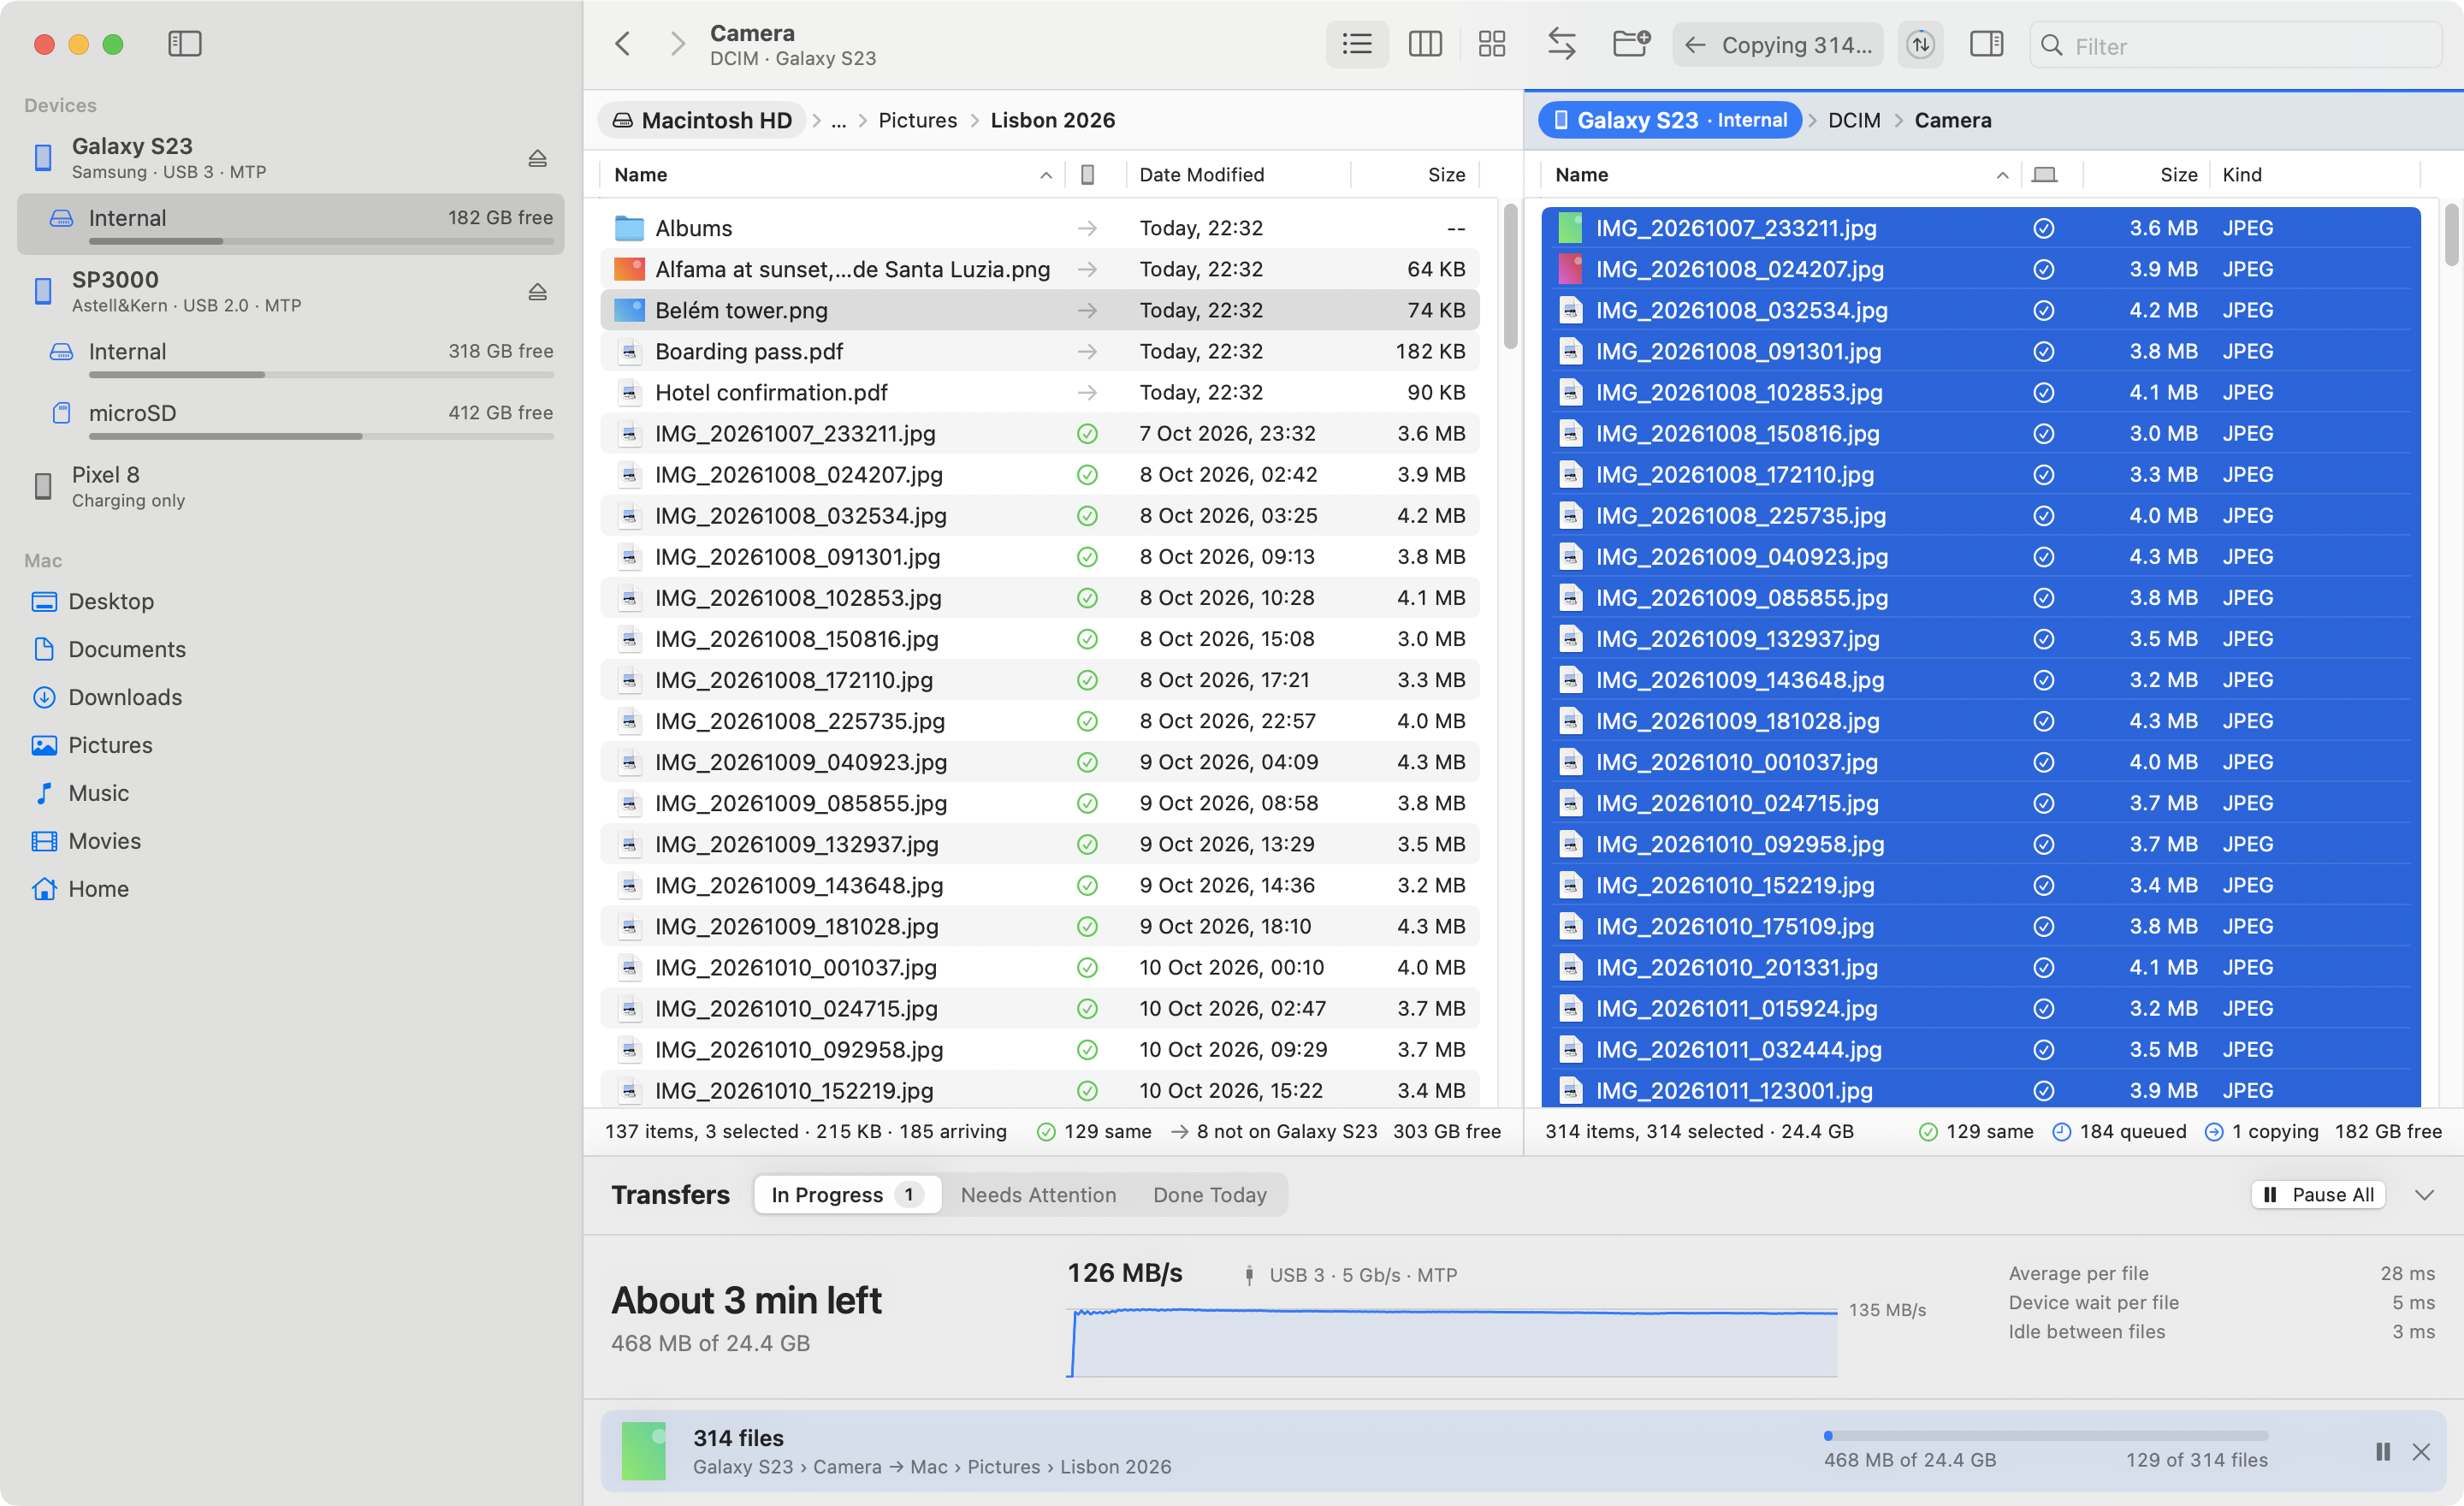 Camera
DCIM · Galaxy S23
Copying 314...
Filter
Devices
Galaxy S23
Samsung · USB 3 · MTP
Internal 182 GB free
SP3000
Astell&Kern · USB 2.0 · MTP
Internal 318 GB free
microSD 412 GB free
Pixel 8
Charging only
Mac
Desktop
Documents
Downloads
Pictures
Music
Movies
Home
Macintosh HD › ... › Pictures › Lisbon 2026
Name Date Modified Size
Albums Today, 22:32 --
Alfama at sunset,...de Santa Luzia.png Today, 22:32 64 KB
Belém tower.png Today, 22:32 74 KB
Boarding pass.pdf Today, 22:32 182 KB
Hotel confirmation.pdf Today, 22:32 90 KB
IMG_20261007_233211.jpg 7 Oct 2026, 23:32 3.6 MB
IMG_20261008_024207.jpg 8 Oct 2026, 02:42 3.9 MB
IMG_20261008_032534.jpg 8 Oct 2026, 03:25 4.2 MB
IMG_20261008_091301.jpg 8 Oct 2026, 09:13 3.8 MB
IMG_20261008_102853.jpg 8 Oct 2026, 10:28 4.1 MB
IMG_20261008_150816.jpg 8 Oct 2026, 15:08 3.0 MB
IMG_20261008_172110.jpg 8 Oct 2026, 17:21 3.3 MB
IMG_20261008_225735.jpg 8 Oct 2026, 22:57 4.0 MB
IMG_20261009_040923.jpg 9 Oct 2026, 04:09 4.3 MB
IMG_20261009_085855.jpg 9 Oct 2026, 08:58 3.8 MB
IMG_20261009_132937.jpg 9 Oct 2026, 13:29 3.5 MB
IMG_20261009_143648.jpg 9 Oct 2026, 14:36 3.2 MB
IMG_20261009_181028.jpg 9 Oct 2026, 18:10 4.3 MB
IMG_20261010_001037.jpg 10 Oct 2026, 00:10 4.0 MB
IMG_20261010_024715.jpg 10 Oct 2026, 02:47 3.7 MB
IMG_20261010_092958.jpg 10 Oct 2026, 09:29 3.7 MB
IMG_20261010_152219.jpg 10 Oct 2026, 15:22 3.4 MB
137 items, 3 selected · 215 KB · 185 arriving 129 same → 8 not on Galaxy S23 303 GB free
Galaxy S23 · Internal › DCIM › Camera
Name Size Kind
IMG_20261007_233211.jpg 3.6 MB JPEG
IMG_20261008_024207.jpg 3.9 MB JPEG
IMG_20261008_032534.jpg 4.2 MB JPEG
IMG_20261008_091301.jpg 3.8 MB JPEG
IMG_20261008_102853.jpg 4.1 MB JPEG
IMG_20261008_150816.jpg 3.0 MB JPEG
IMG_20261008_172110.jpg 3.3 MB JPEG
IMG_20261008_225735.jpg 4.0 MB JPEG
IMG_20261009_040923.jpg 4.3 MB JPEG
IMG_20261009_085855.jpg 3.8 MB JPEG
IMG_20261009_132937.jpg 3.5 MB JPEG
IMG_20261009_143648.jpg 3.2 MB JPEG
IMG_20261009_181028.jpg 4.3 MB JPEG
IMG_20261010_001037.jpg 4.0 MB JPEG
IMG_20261010_024715.jpg 3.7 MB JPEG
IMG_20261010_092958.jpg 3.7 MB JPEG
IMG_20261010_152219.jpg 3.4 MB JPEG
IMG_20261010_175109.jpg 3.8 MB JPEG
IMG_20261010_201331.jpg 4.1 MB JPEG
IMG_20261011_015924.jpg 3.2 MB JPEG
IMG_20261011_032444.jpg 3.5 MB JPEG
IMG_20261011_123001.jpg 3.9 MB JPEG
314 items, 314 selected · 24.4 GB 129 same 184 queued 1 copying 182 GB free
Transfers In Progress 1 Needs Attention Done Today Pause All
About 3 min left
468 MB of 24.4 GB
126 MB/s USB 3 · 5 Gb/s · MTP
135 MB/s
Average per file 28 ms
Device wait per file 5 ms
Idle between files 3 ms
314 files
Galaxy S23 › Camera → Mac › Pictures › Lisbon 2026
468 MB of 24.4 GB 129 of 314 files